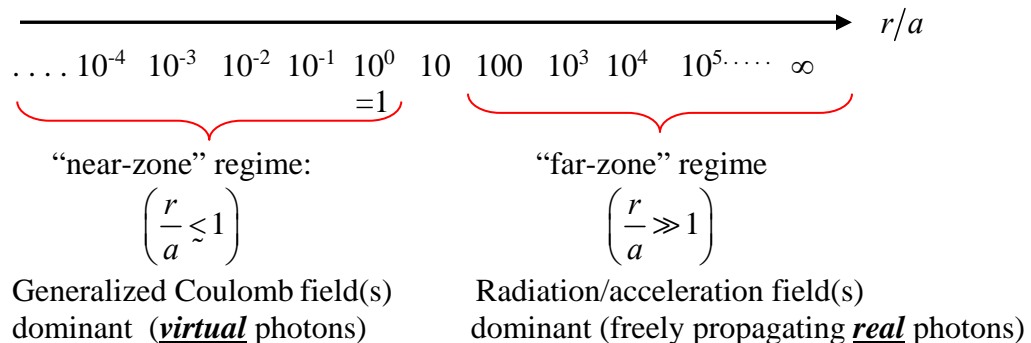 r/a
. . . . 10^-4 10^-3 10^-2 10^-1 10^0 10 100 10^3 10^4 10^5 . . . . . ∞
=1
“near-zone” regime: “far-zone” regime
(r/a ≲ 1) (r/a ≫ 1)
Generalized Coulomb field(s) Radiation/acceleration field(s)
dominant (virtual photons) dominant (freely propagating real photons)